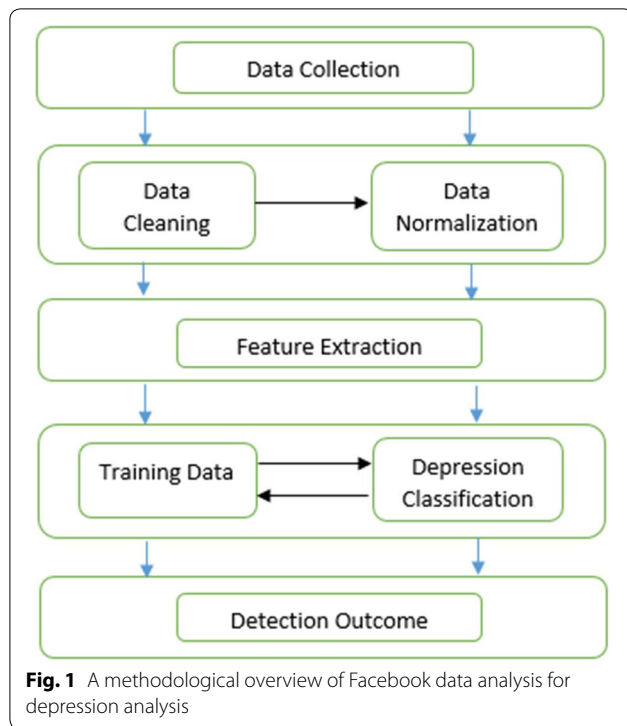 Data Collection
Data
Cleaning
Data
Normalization
Feature Extraction
Training Data
Depression
Classification
Detection Outcome
Fig. 1 A methodological overview of Facebook data analysis for
depression analysis